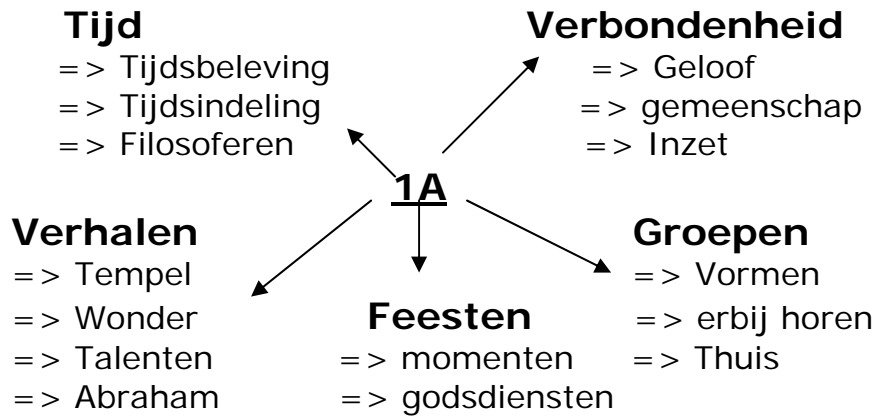 Tijd
=> Tijdsbeleving
=> Tijdsindeling
=> Filosoferen
Verbondenheid
=> Geloof
=> gemeenschap
=> Inzet
1A
Verhalen
=> Tempel
=> Wonder
=> Talenten
=> Abraham
Feesten
=> momenten
=> godsdiensten
Groepen
=> Vormen
=> erbij horen
=> Thuis